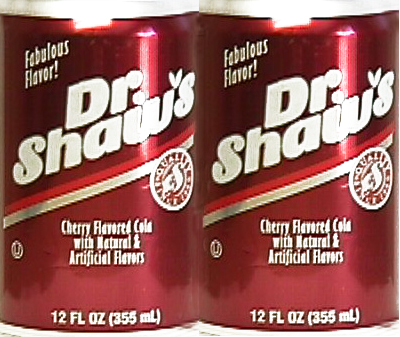 Fabulous
Flavor!
Dr.
Shaw's
Cherry Flavored Cola
with Natural &
Artificial Flavors
12 FL OZ (355 mL)
Fabulous
Flavor!
Dr.
Shaw's
Cherry Flavored Cola
with Natural &
Artificial Flavors
12 FL OZ (355 mL)